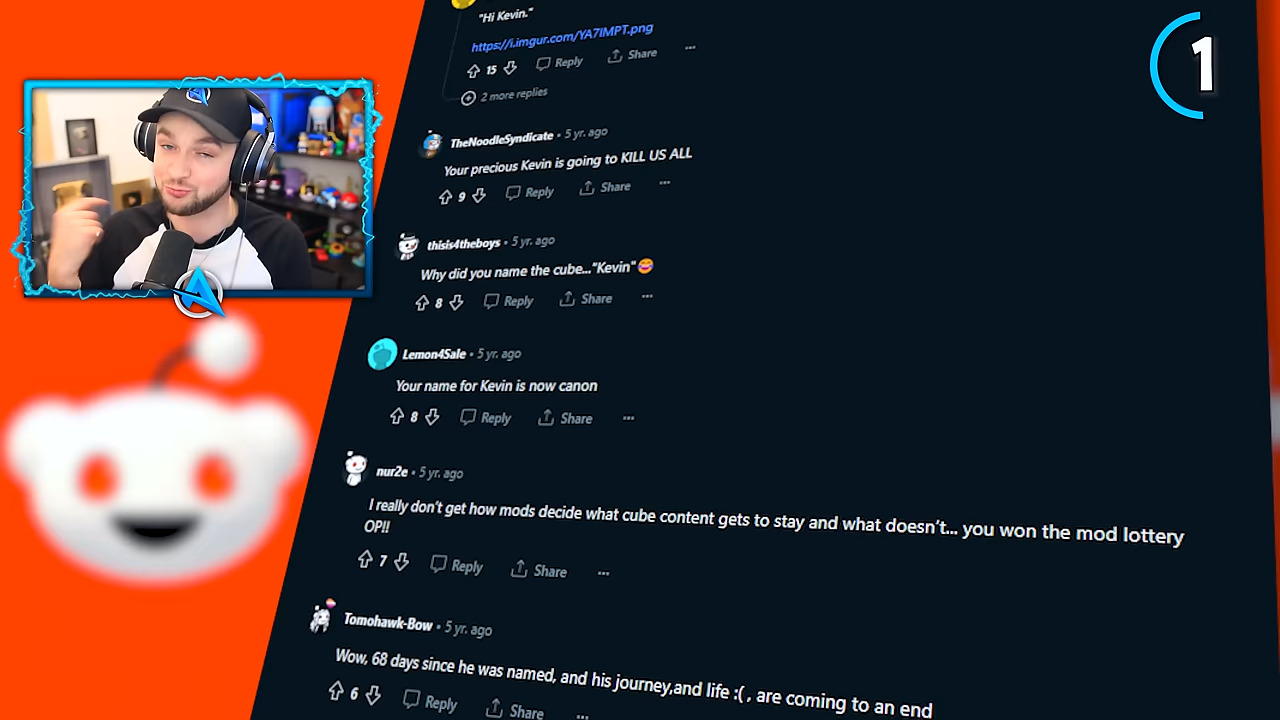 "Hi Kevin."
https://i.imgur.com/YA7IMPT.png
15 Reply Share ...
2 more replies
TheNoodleSyndicate • 5 yr. ago
Your precious Kevin is going to KILL US ALL
9 Reply Share ...
thisis4theboys • 5 yr. ago
Why did you name the cube..."Kevin"😂
8 Reply Share ...
Lemon4Sale • 5 yr. ago
Your name for Kevin is now canon
8 Reply Share ...
nur2e • 5 yr. ago
I really don't get how mods decide what cube content gets to stay and what doesn't... you won the mod lottery
OP!!
7 Reply Share ...
Tomohawk-Bow • 5 yr. ago
Wow, 68 days since he was named, and his journey,and life :( , are coming to an end
6 Reply Share ...
1